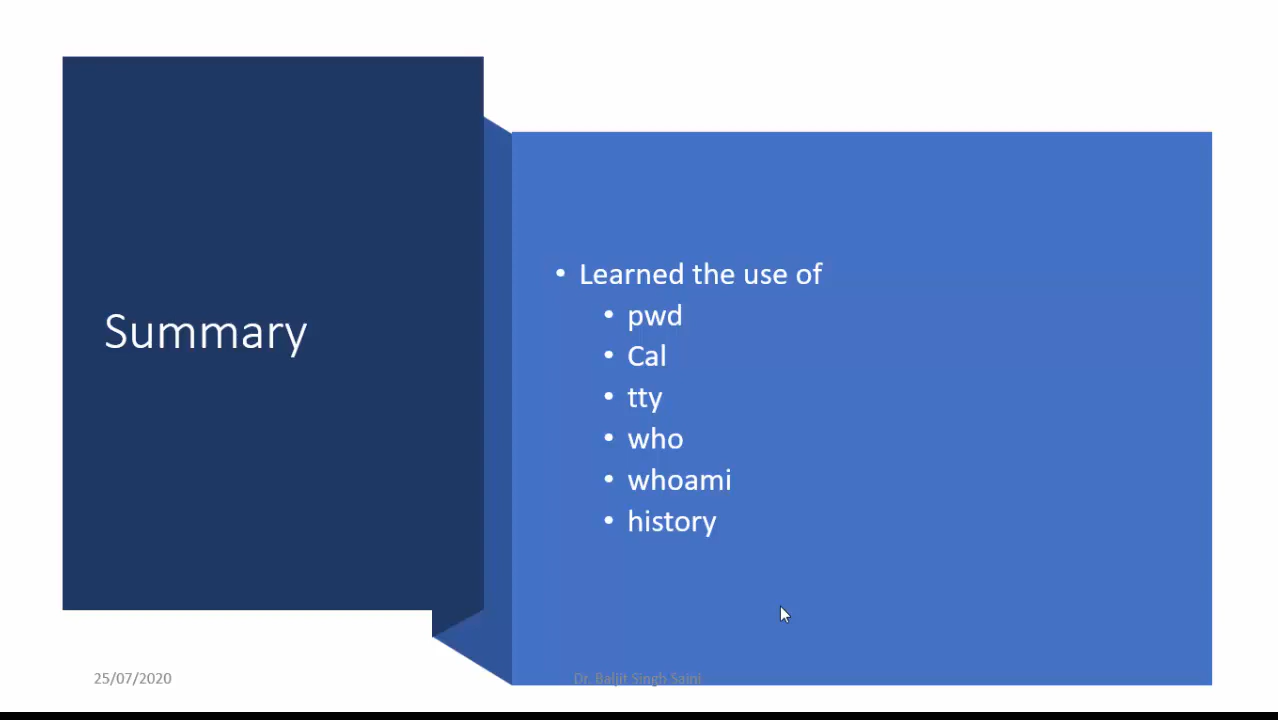 Summary
• Learned the use of
• pwd
• Cal
• tty
• who
• whoami
• history
25/07/2020
Dr. Baljit Singh Saini